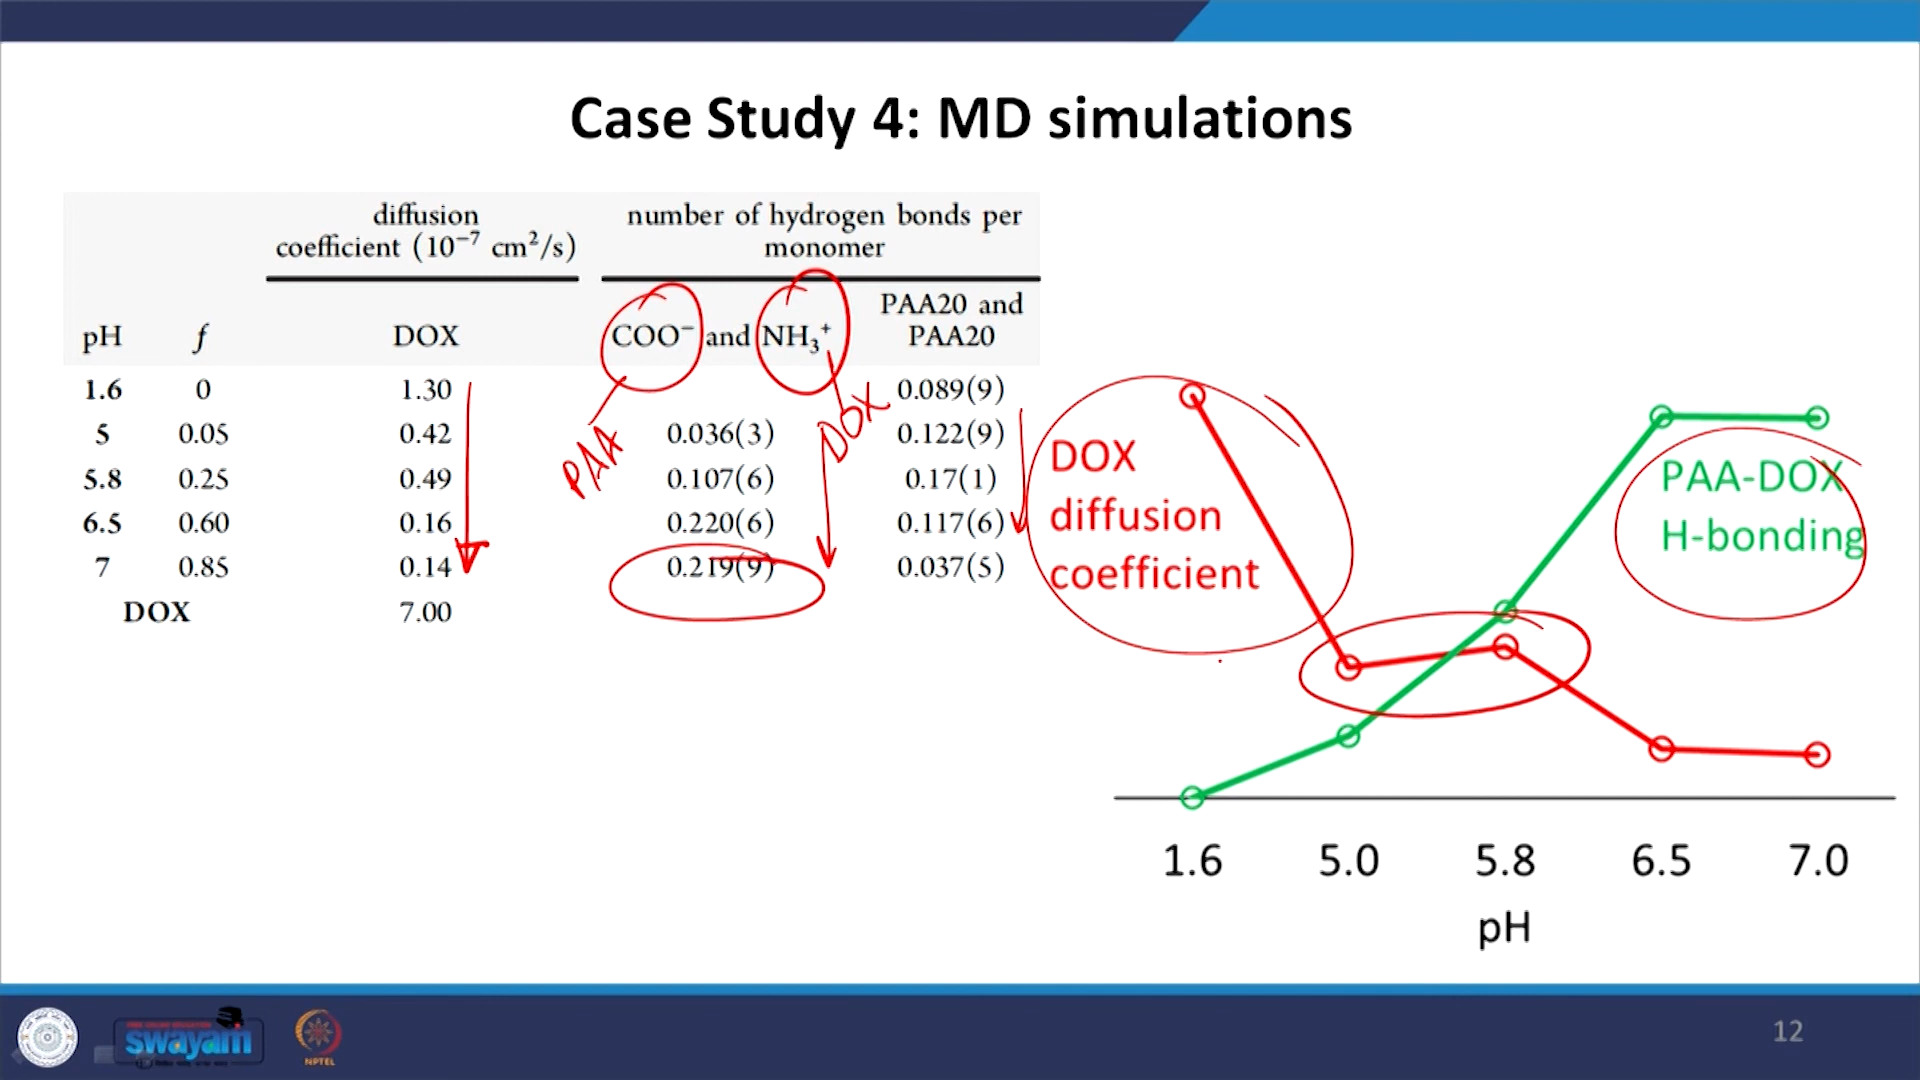 Case Study 4: MD simulations
diffusion
coefficient (10⁻⁷ cm²/s)
number of hydrogen bonds per
monomer
pH f DOX COO⁻ and NH₃⁺ PAA20 and
PAA20
1.6 0 1.30 0.089(9)
5 0.05 0.42 0.036(3) 0.122(9)
5.8 0.25 0.49 0.107(6) 0.17(1)
6.5 0.60 0.16 0.220(6) 0.117(6)
7 0.85 0.14 0.219(9) 0.037(5)
DOX 7.00
PAA
DOX
DOX
diffusion
coefficient
PAA-DOX
H-bonding
1.6 5.0 5.8 6.5 7.0
pH
swayam
NPTEL
12